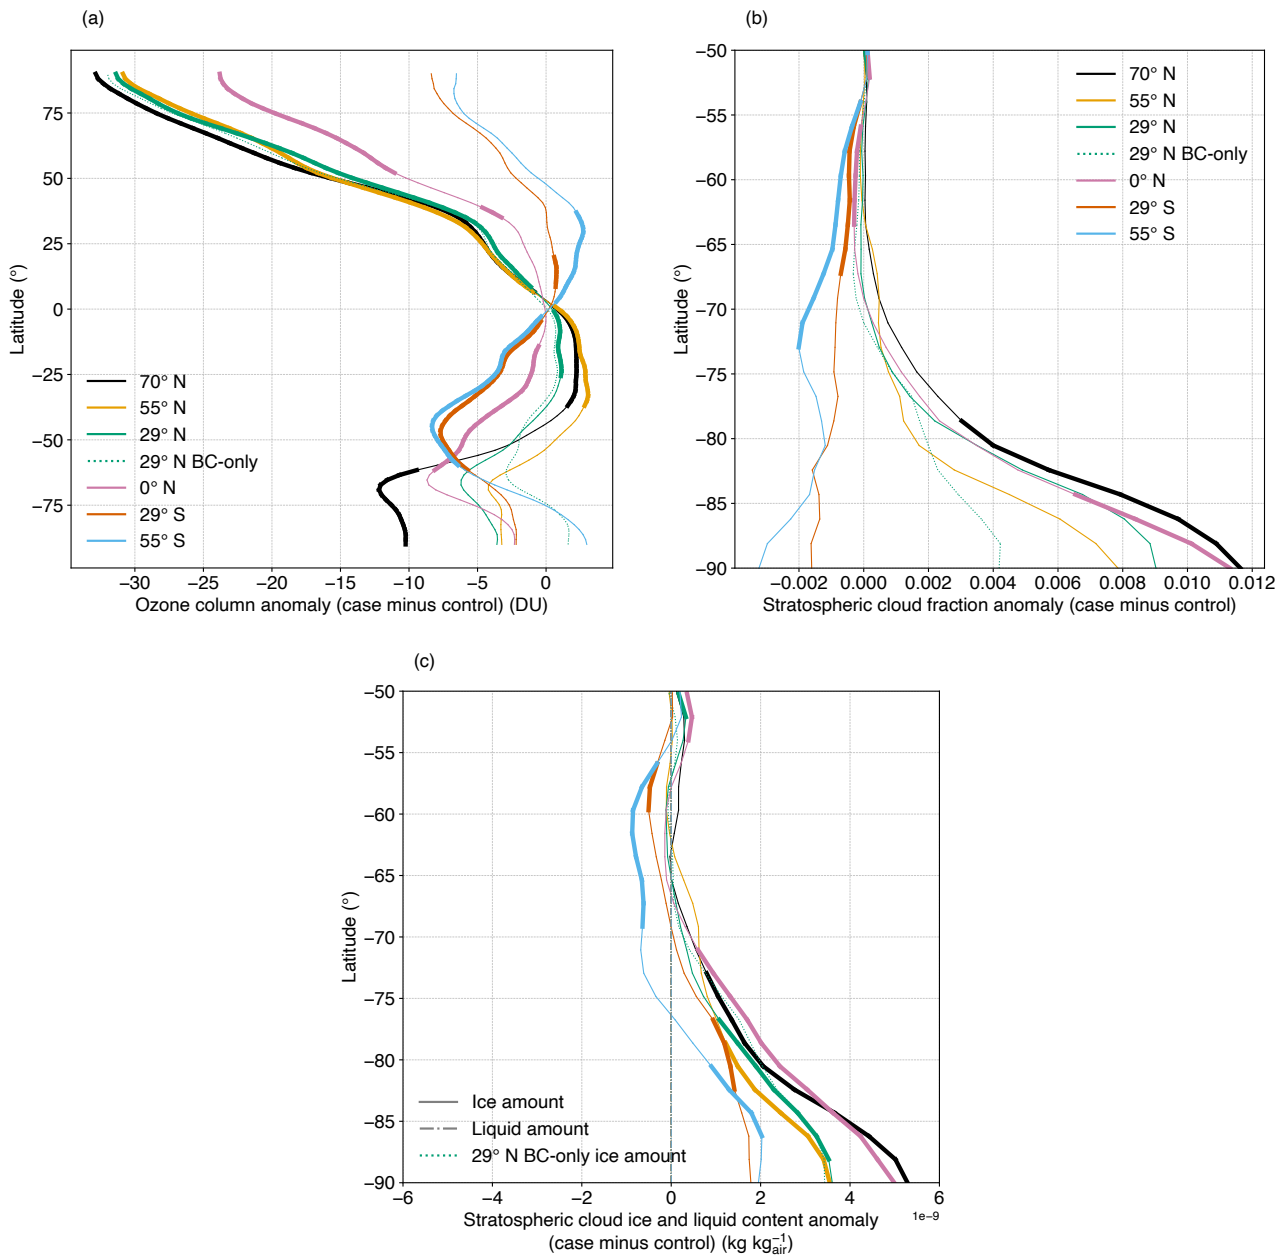 (a)
75
50
25
0
−25
−50
−75
Latitude (°)
70° N
55° N
29° N
29° N BC-only
0° N
29° S
55° S
−30 −25 −20 −15 −10 −5 0
Ozone column anomaly (case minus control) (DU)
(b)
−50
−55
−60
−65
−70
−75
−80
−85
−90
Latitude (°)
70° N
55° N
29° N
29° N BC-only
0° N
29° S
55° S
−0.002 0.000 0.002 0.004 0.006 0.008 0.010 0.012
Stratospheric cloud fraction anomaly (case minus control)
(c)
−50
−55
−60
−65
−70
−75
−80
−85
−90
Latitude (°)
Ice amount
Liquid amount
29° N BC-only ice amount
−6 −4 −2 0 2 4 6
1e−9
Stratospheric cloud ice and liquid content anomaly
(case minus control) (kg kg⁻¹air)